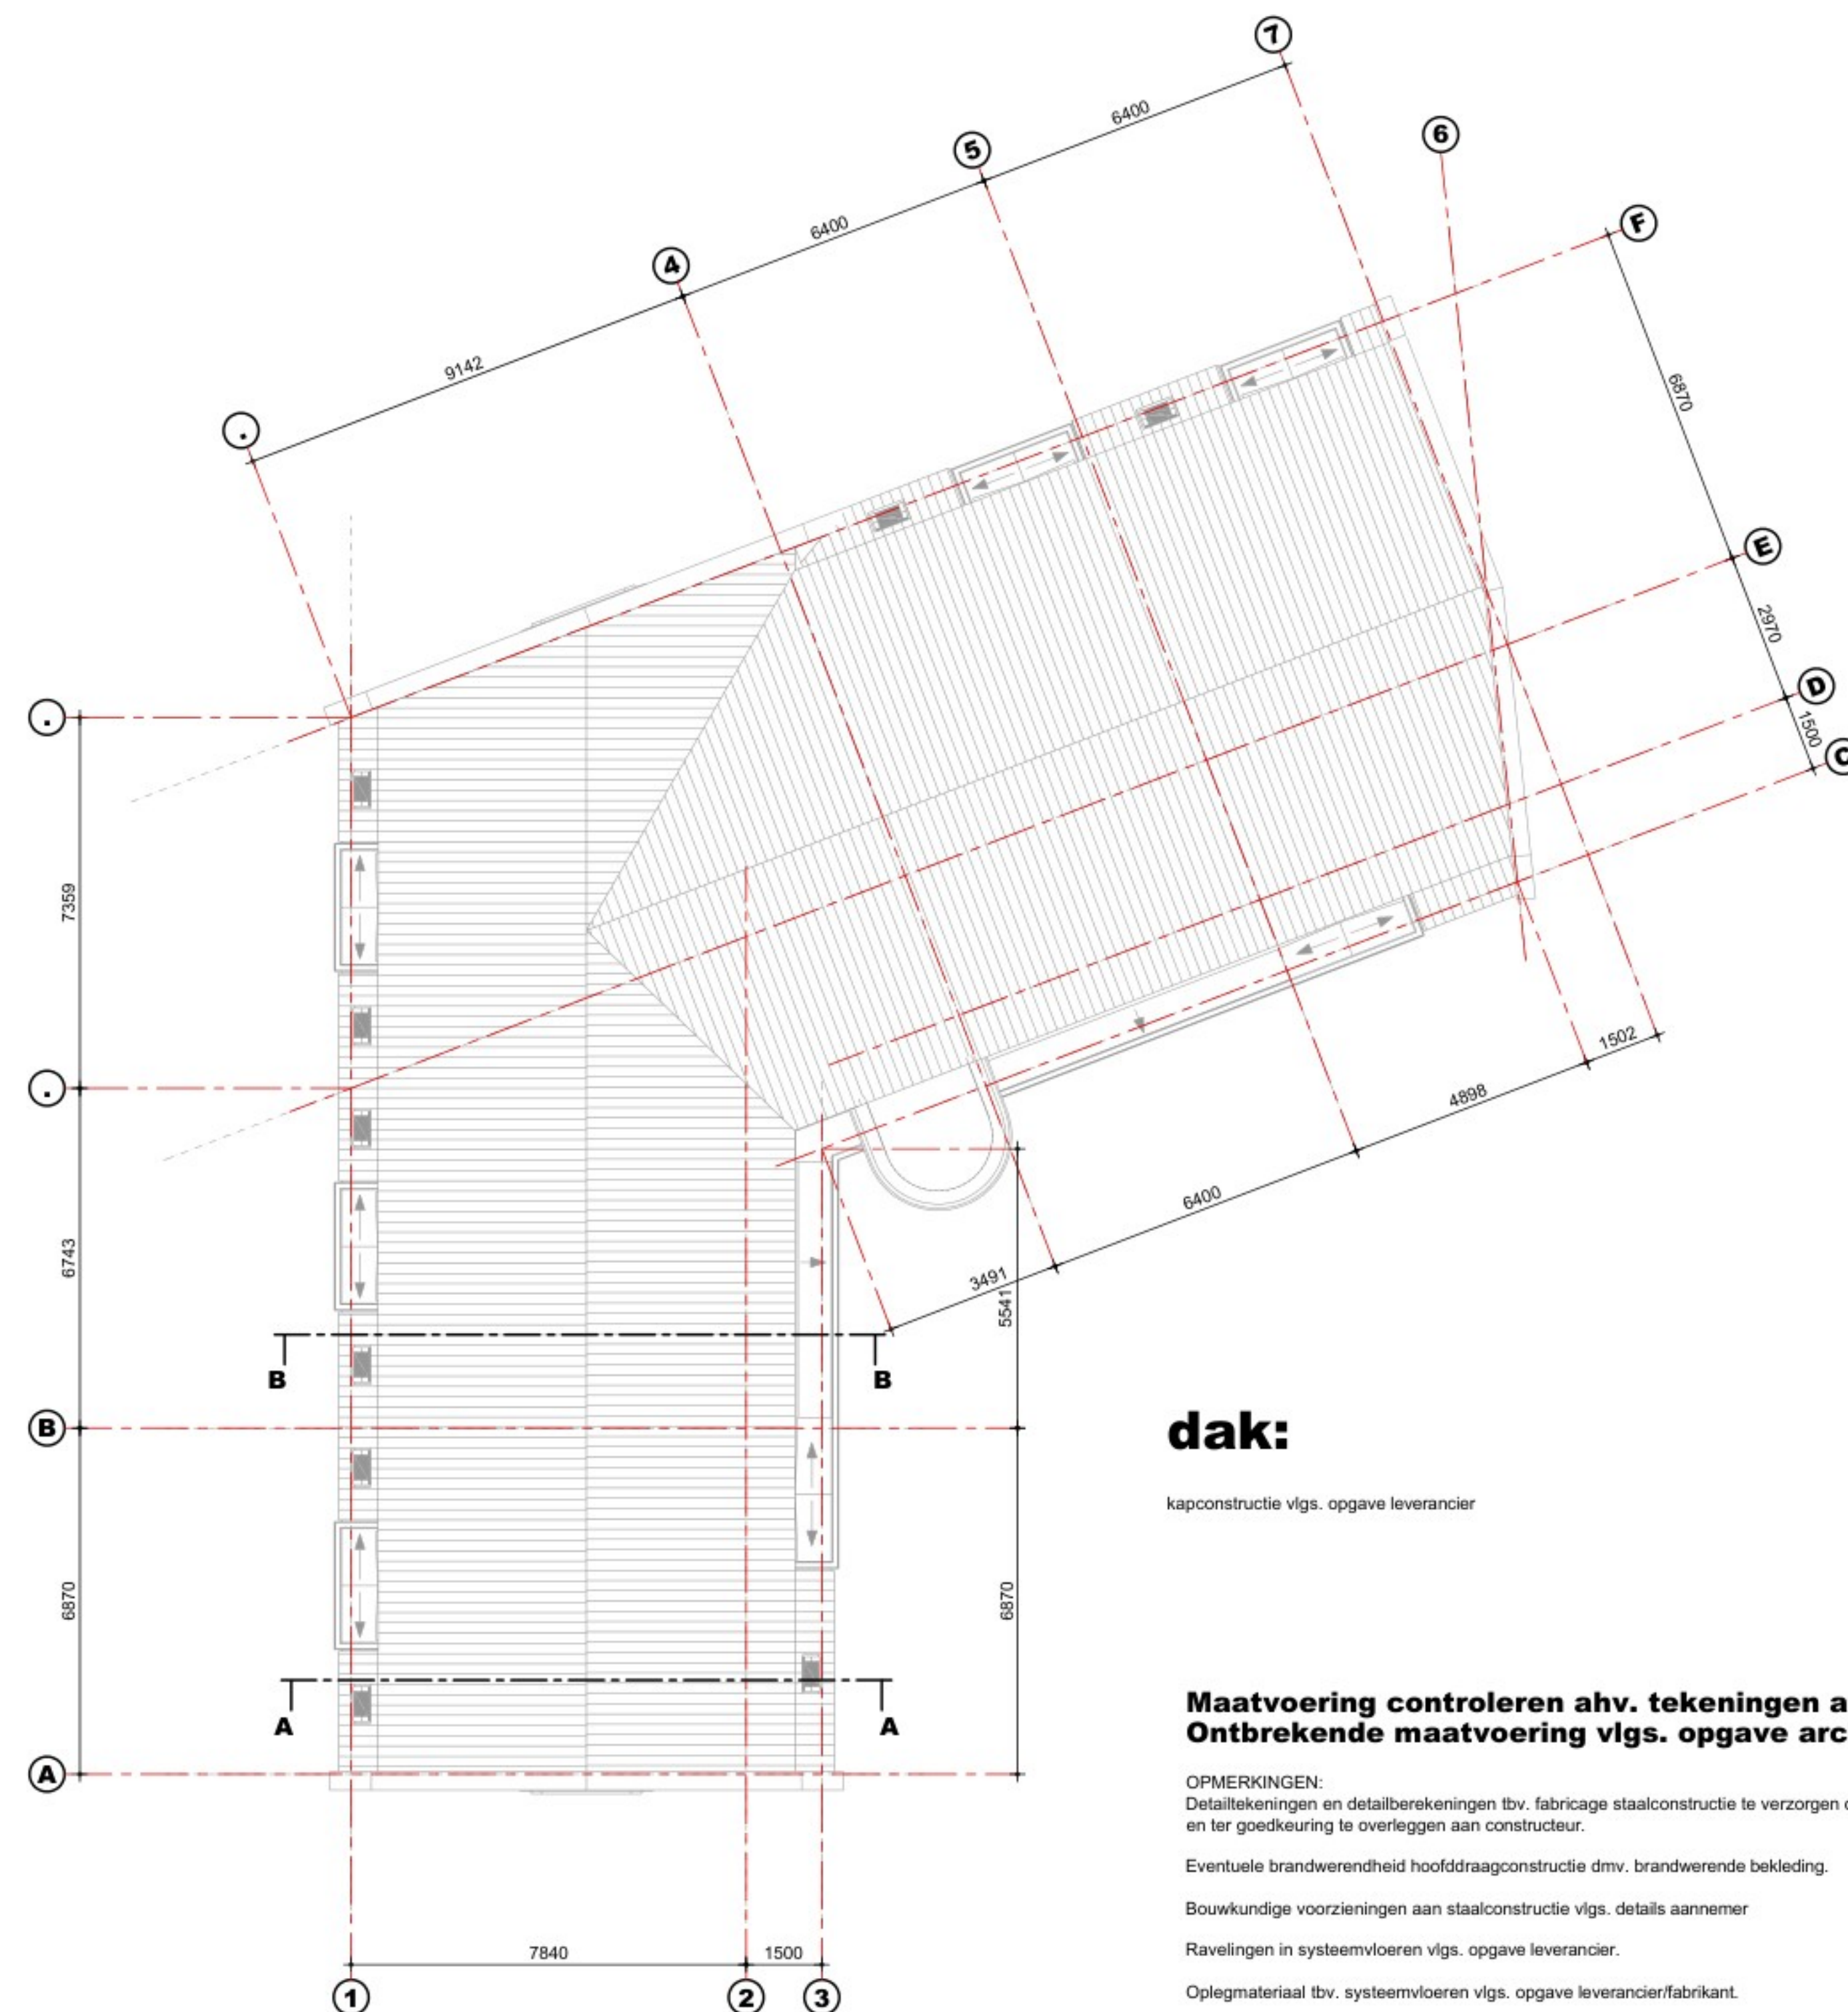 7
6400
6
5
6400
F
4
9142
6870
.
E
2970
D
1500
C
.
7359
1502
4898
.
6400
3491
5541
6743
B
B
B
6870
6870
A
A
A
7840
1500
1
2
3
dak:
kapconstructie vlgs. opgave leverancier
Maatvoering controleren ahv. tekeningen
Ontbrekende maatvoering vlgs. opgave
OPMERKINGEN:
Detailtekeningen en detailberekeningen tbv. fabricage staalconstructie te verzorgen
en ter goedkeuring te overleggen aan constructeur.
Eventuele brandwerendheid hoofddraagconstructie dmv. brandwerende bekleding.
Bouwkundige voorzieningen aan staalconstructie vlgs. details aannemer
Ravelingen in systeemvloeren vlgs. opgave leverancier.
Oplegmateriaal tbv. systeemvloeren vlgs. opgave leverancier/fabrikant.